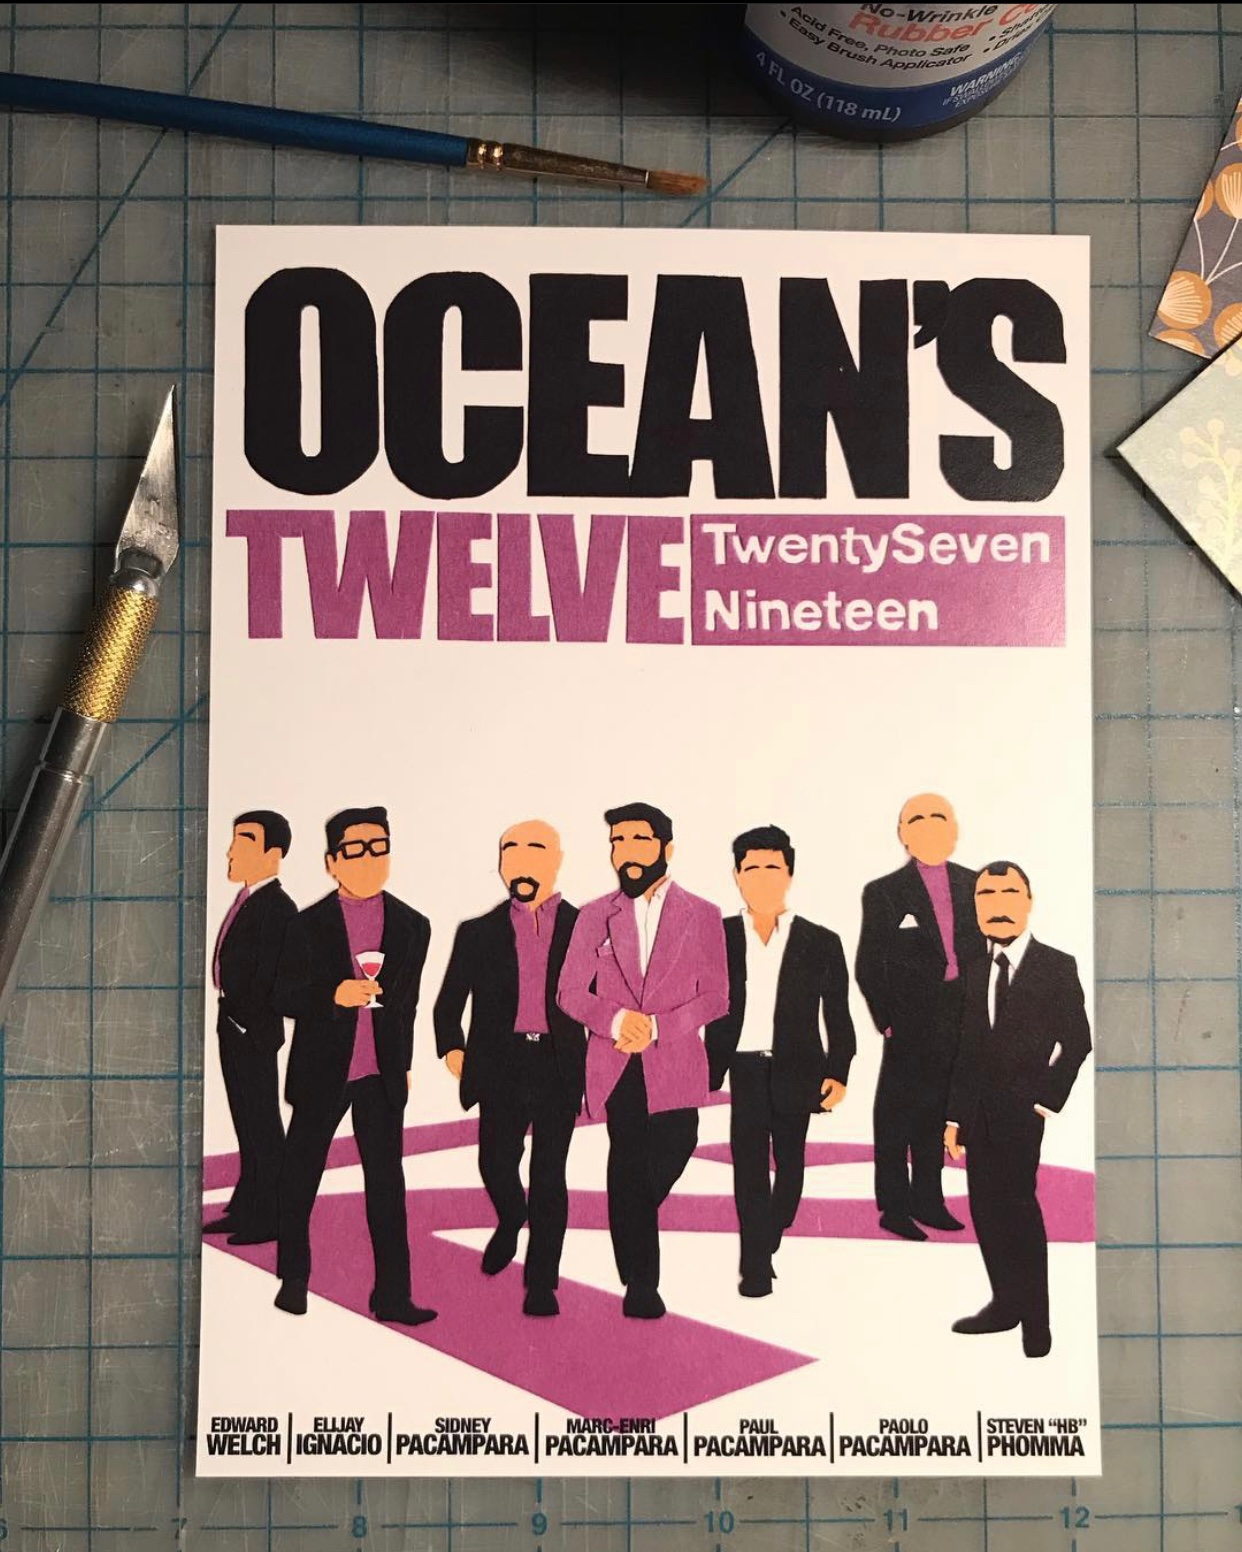 No-Wrinkle
Rubber
• Acid Free, Photo Safe
• Easy Brush Applicator
4 FL OZ (118 mL)
WARNING:
OCEAN'S
TWELVE
TwentySeven
Nineteen
EDWARD
WELCH
ELLJAY
IGNACIO
SIDNEY
PACAMPARA
MARC-ENRI
PACAMPARA
PAUL
PACAMPARA
PAOLO
PACAMPARA
STEVEN “HB”
PHOMMA
7 8 9 10 11 12